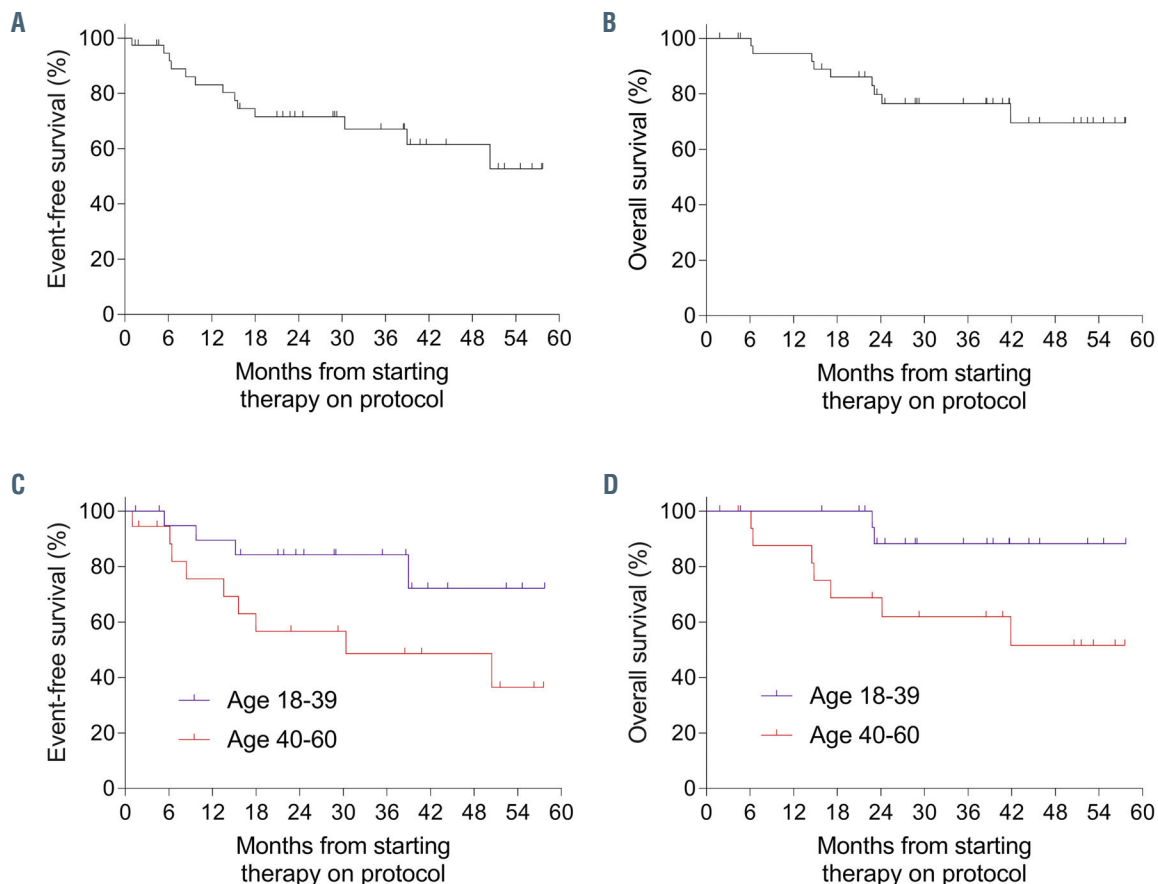 A
Event-free survival (%)
100
80
60
40
20
0
0 6 12 18 24 30 36 42 48 54 60
Months from starting
therapy on protocol
B
Overall survival (%)
100
80
60
40
20
0
0 6 12 18 24 30 36 42 48 54 60
Months from starting
therapy on protocol
C
Event-free survival (%)
100
80
60
40
20
0
Age 18-39
Age 40-60
0 6 12 18 24 30 36 42 48 54 60
Months from starting
therapy on protocol
D
Overall survival (%)
100
80
60
40
20
0
Age 18-39
Age 40-60
0 6 12 18 24 30 36 42 48 54 60
Months from starting
therapy on protocol